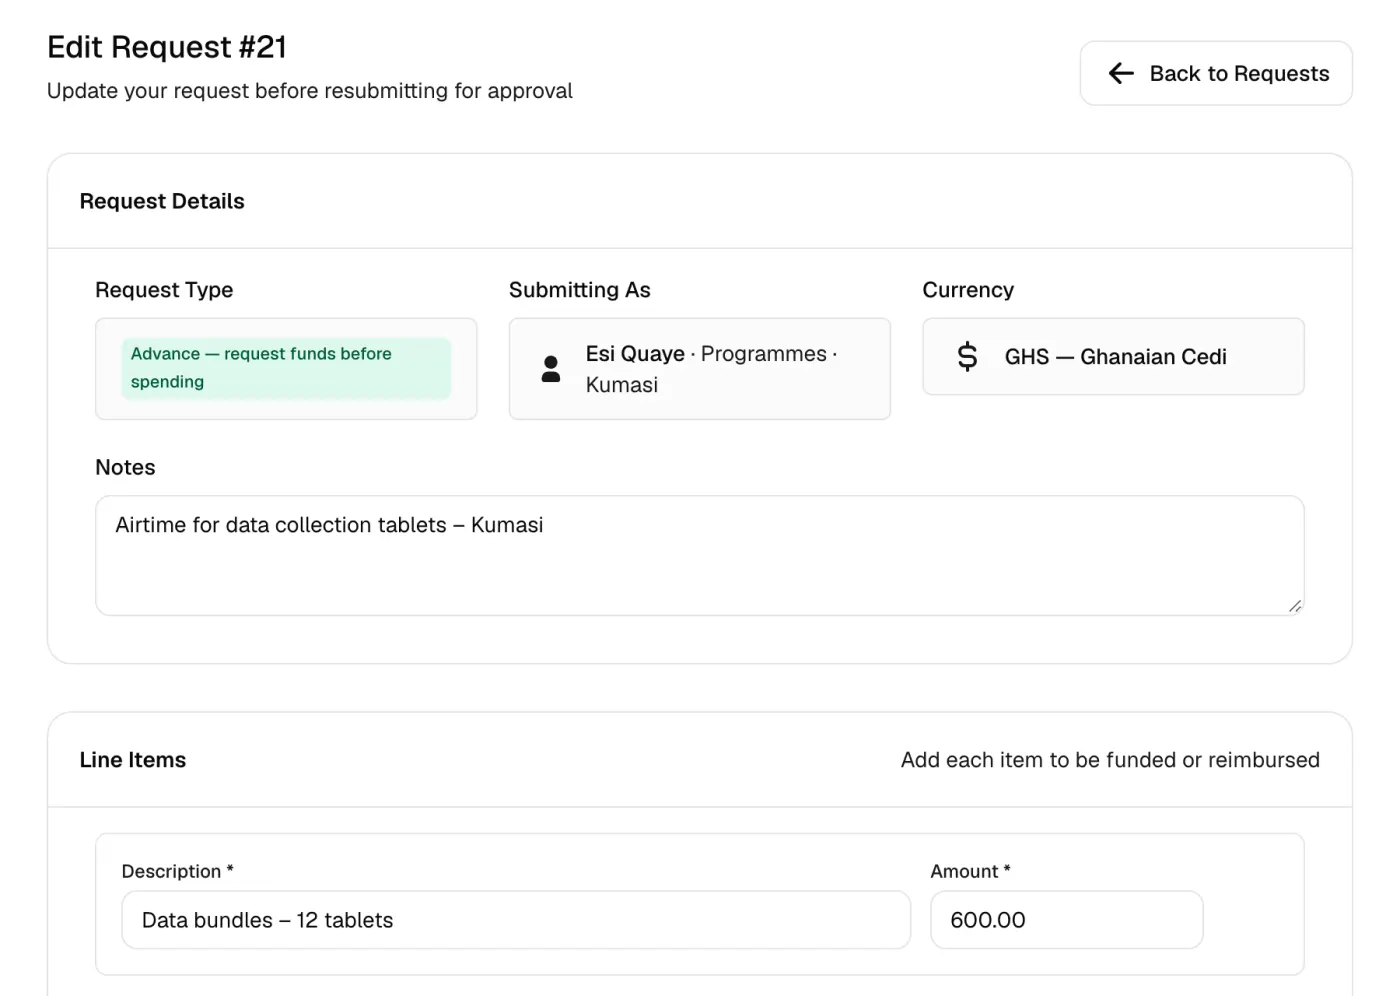 Edit Request #21
Update your request before resubmitting for approval
Back to Requests
Request Details
Request Type
Advance — request funds before
spending
Submitting As
Esi Quaye · Programmes ·
Kumasi
Currency
GHS — Ghanaian Cedi
Notes
Airtime for data collection tablets – Kumasi
Line Items
Add each item to be funded or reimbursed
Description *
Data bundles – 12 tablets
Amount *
600.00